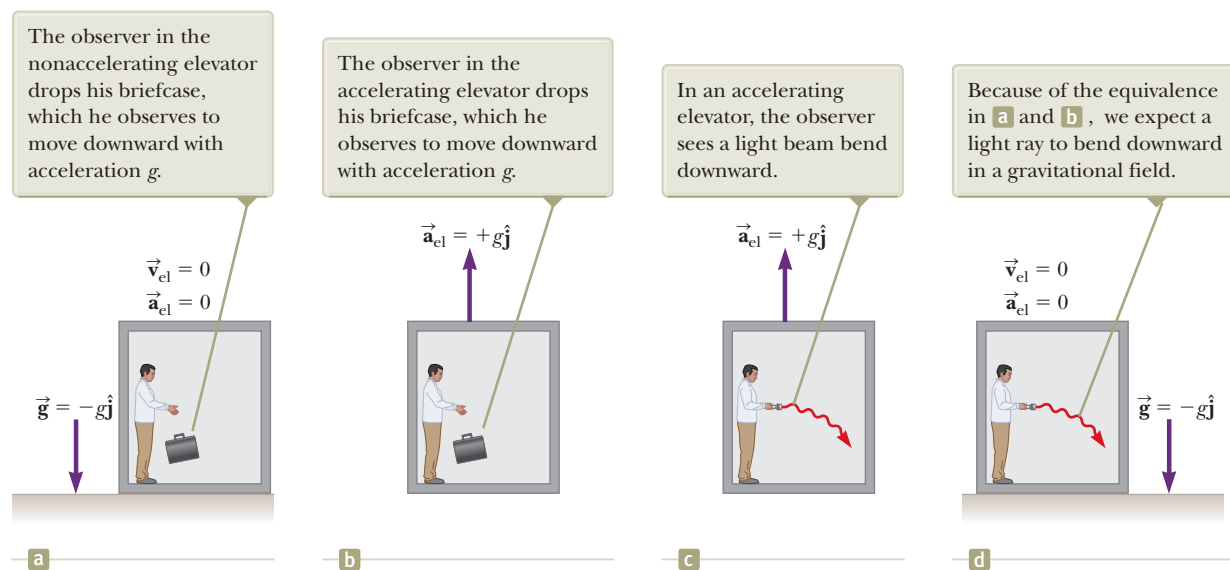 The observer in the
nonaccelerating elevator
drops his briefcase,
which he observes to
move downward with
acceleration g.
v⃗el = 0
a⃗el = 0
g⃗ = −gĵ
a
The observer in the
accelerating elevator drops
his briefcase, which he
observes to move downward
with acceleration g.
a⃗el = +gĵ
b
In an accelerating
elevator, the observer
sees a light beam bend
downward.
a⃗el = +gĵ
c
Because of the equivalence
in a and b , we expect a
light ray to bend downward
in a gravitational field.
v⃗el = 0
a⃗el = 0
g⃗ = −gĵ
d